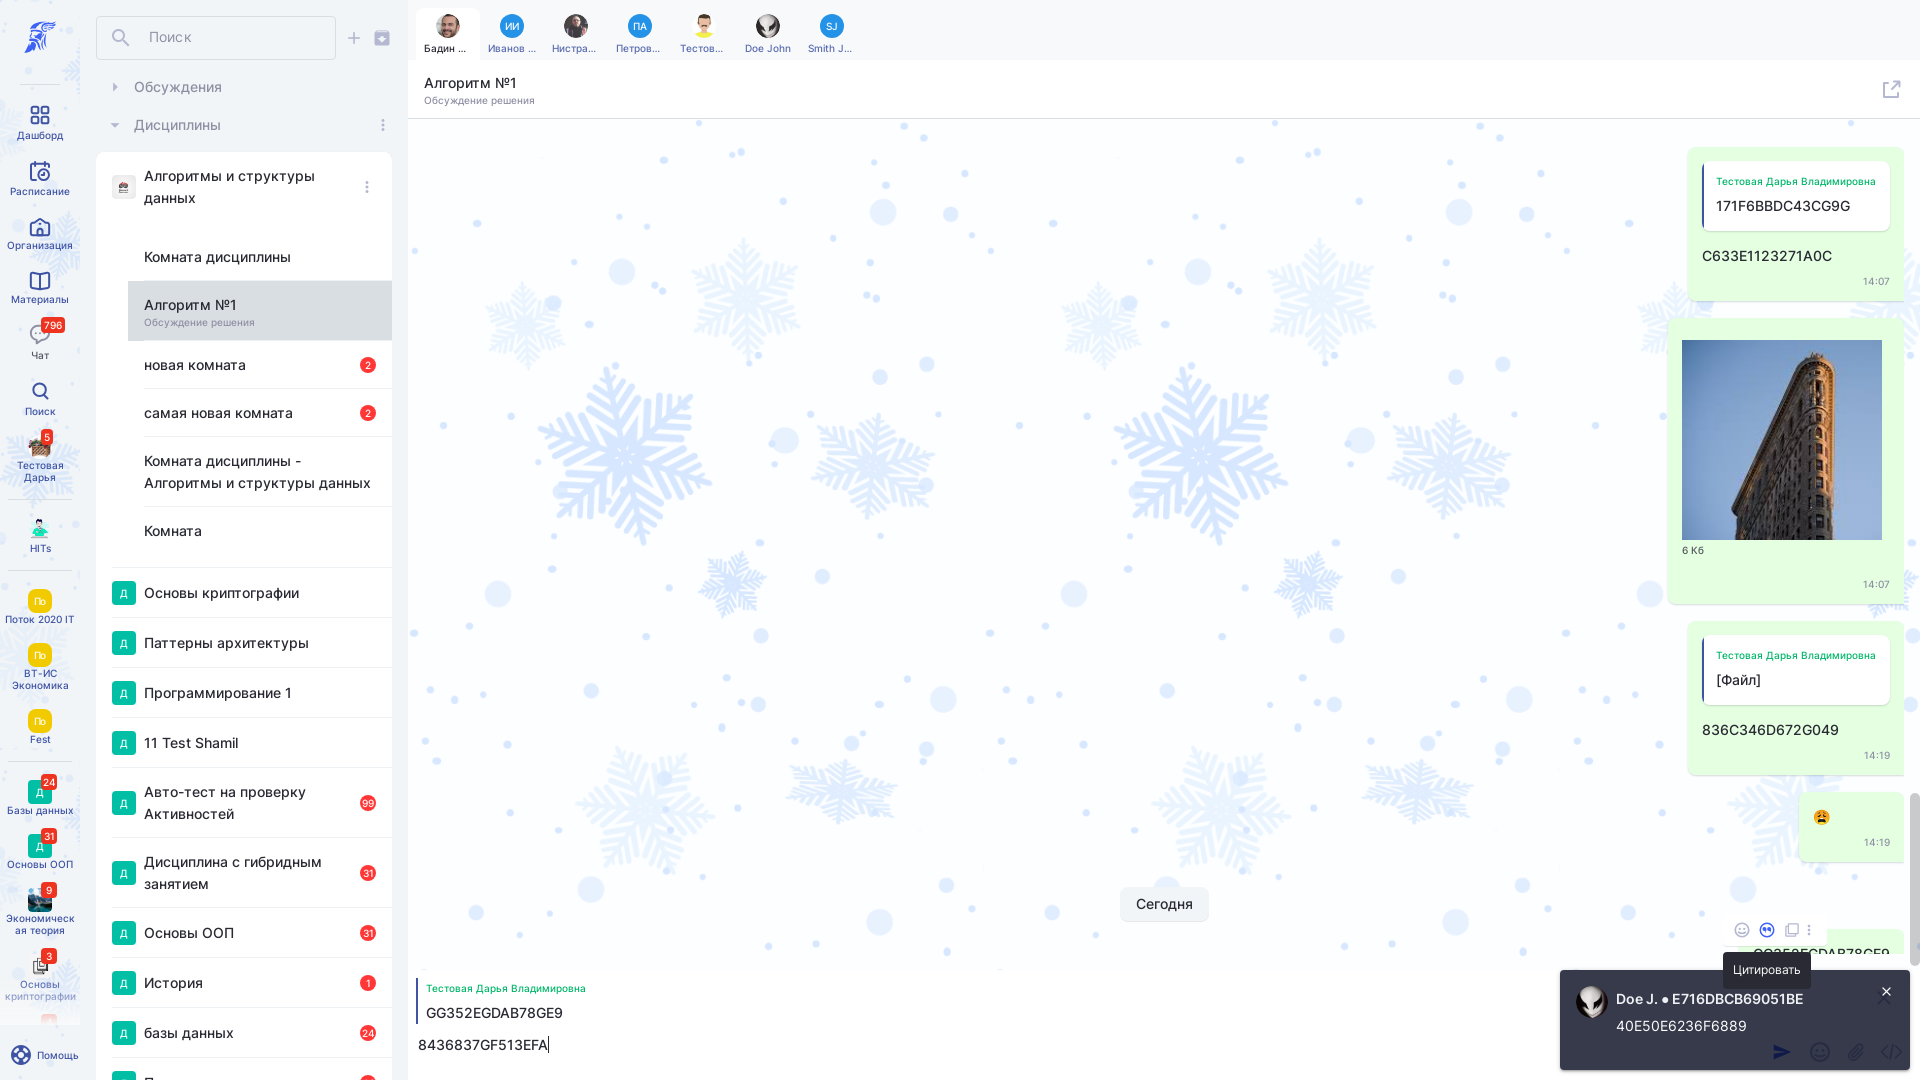 Дашборд
Расписание
Организация
Материалы
796
Чат
Поиск
5
Тестовая
Дарья
HITs
По
Поток 2020 IT
По
ВТ-ИС
Экономика
По
Fest
24
Д
Базы данных
31
Д
Основы ООП
9
Экономическ
ая теория
3
Основы
криптографии
Помощь
Поиск
Обсуждения
Дисциплины
Алгоритмы и структуры
данных
Комната дисциплины
Алгоритм №1
Обсуждение решения
новая комната
2
самая новая комната
2
Комната дисциплины -
Алгоритмы и структуры данных
Комната
Д
Основы криптографии
Д
Паттерны архитектуры
Д
Программирование 1
Д
11 Test Shamil
Д
Авто-тест на проверку
Активностей
99
Д
Дисциплина с гибридным
занятием
31
Д
Основы ООП
31
Д
История
1
Д
базы данных
24
Бадин ...
ИИ
Иванов ...
Нистра...
ПА
Петров...
Тестов...
Doe John
SJ
Smith J...
Алгоритм №1
Обсуждение решения
Тестовая Дарья Владимировна
171F6BBDC43CG9G
C633E1123271A0C
14:07
6 Кб
14:07
Тестовая Дарья Владимировна
[Файл]
836C346D672G049
14:19
14:19
Сегодня
GG352EGDAB78GE9
Цитировать
Тестовая Дарья Владимировна
GG352EGDAB78GE9
8436837GF513EFA
Doe J. ● E716DBCB69051BE
40E50E6236F6889